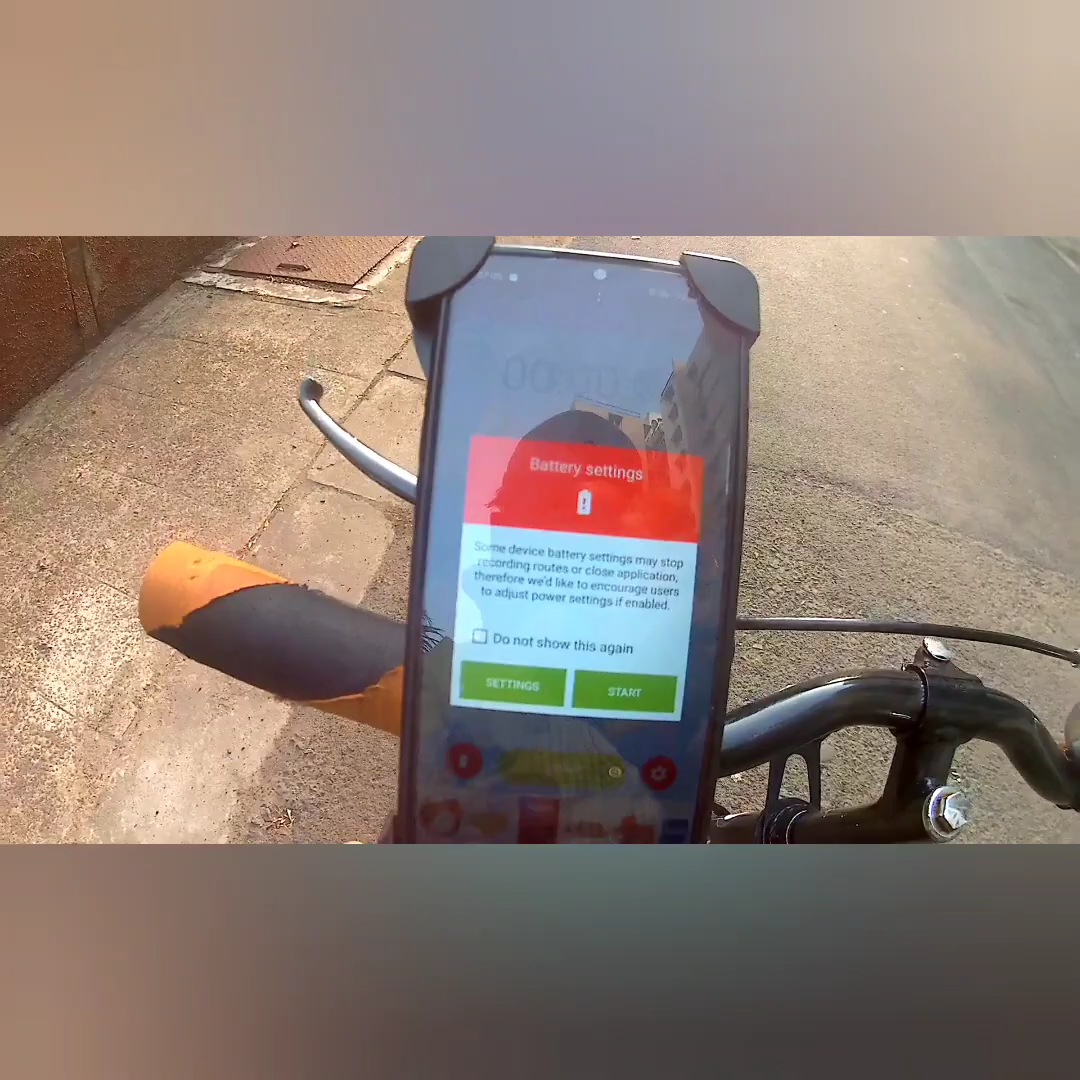 Battery settings
Some device battery settings may stop
recording routes or close application,
therefore we'd like to encourage users
to adjust power settings if enabled.
Do not show this again
SETTINGS
START